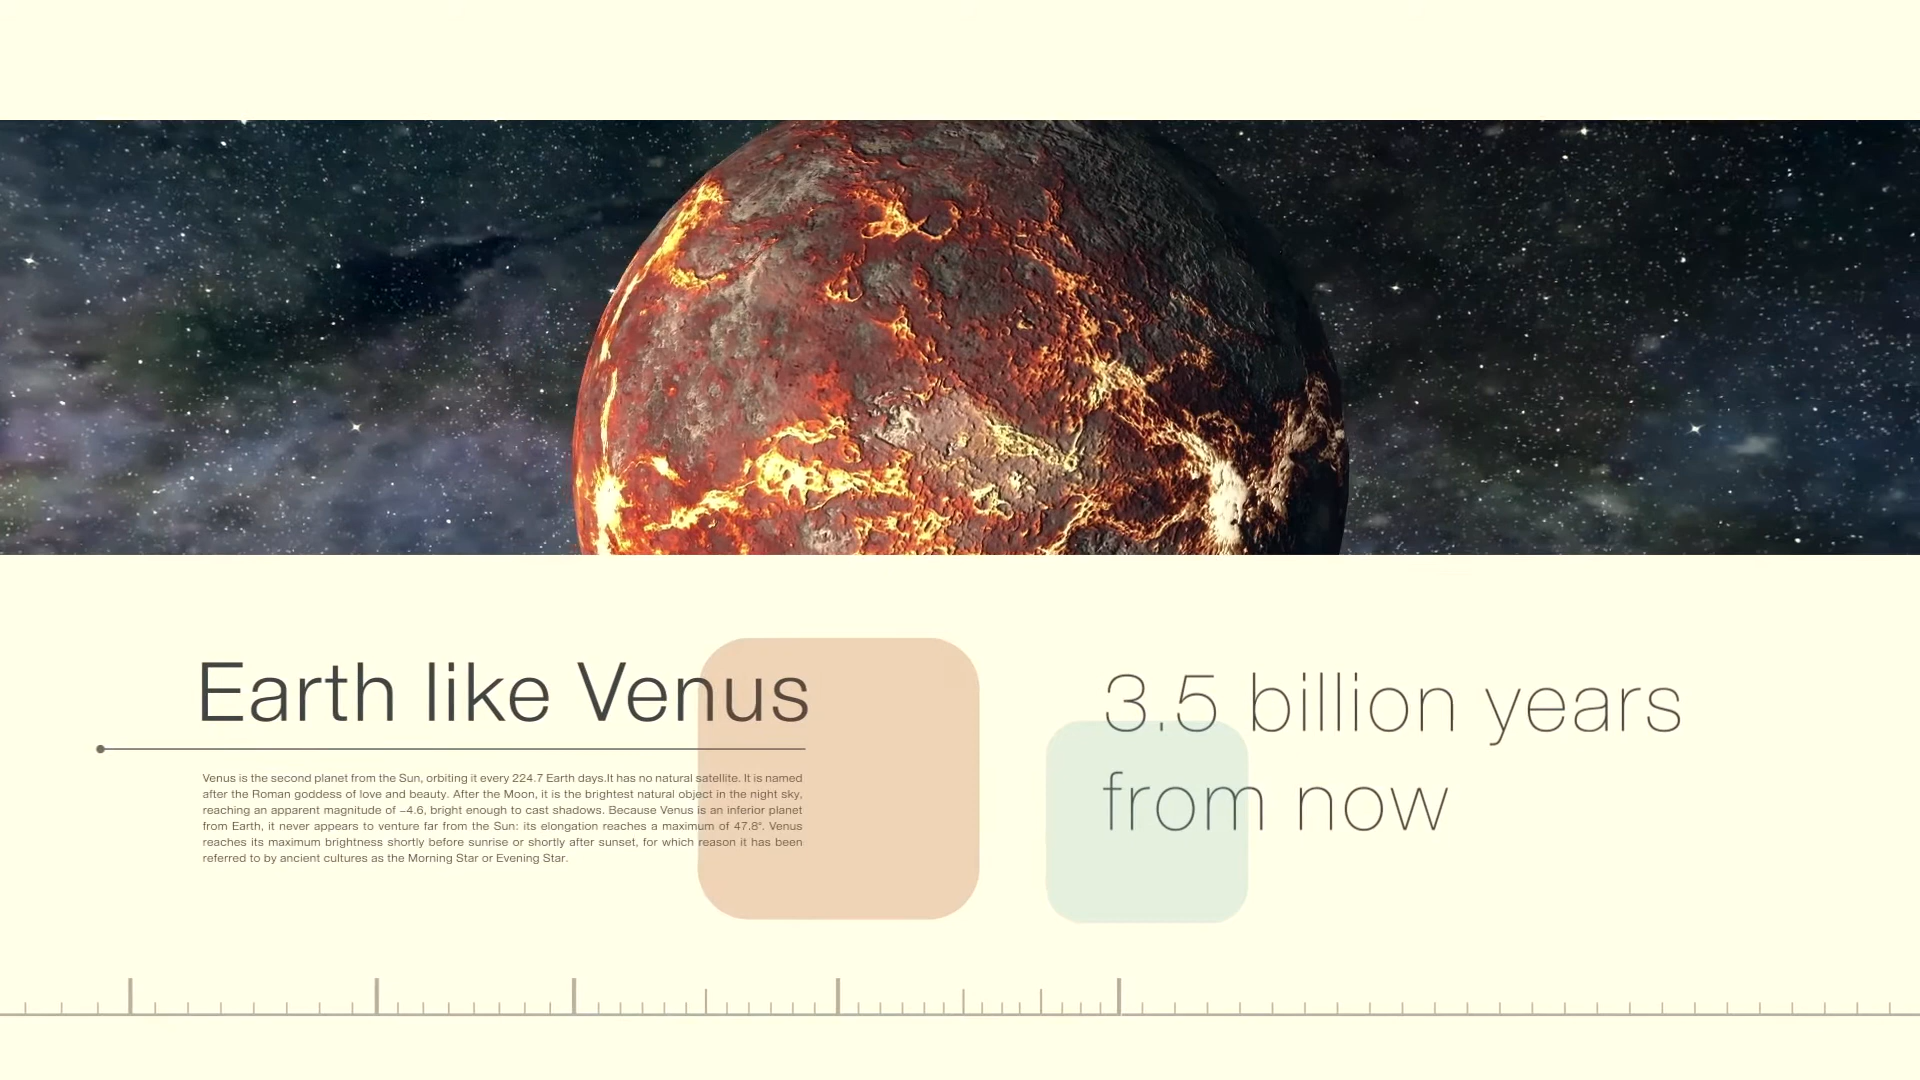 Earth like Venus
3.5 billion years
from now
Venus is the second planet from the Sun, orbiting it every 224.7 Earth days.It has no natural satellite. It is named
after the Roman goddess of love and beauty. After the Moon, it is the brightest natural object in the night sky,
reaching an apparent magnitude of −4.6, bright enough to cast shadows. Because Venus is an inferior planet
from Earth, it never appears to venture far from the Sun: its elongation reaches a maximum of 47.8°. Venus
reaches its maximum brightness shortly before sunrise or shortly after sunset, for which reason it has been
referred to by ancient cultures as the Morning Star or Evening Star.